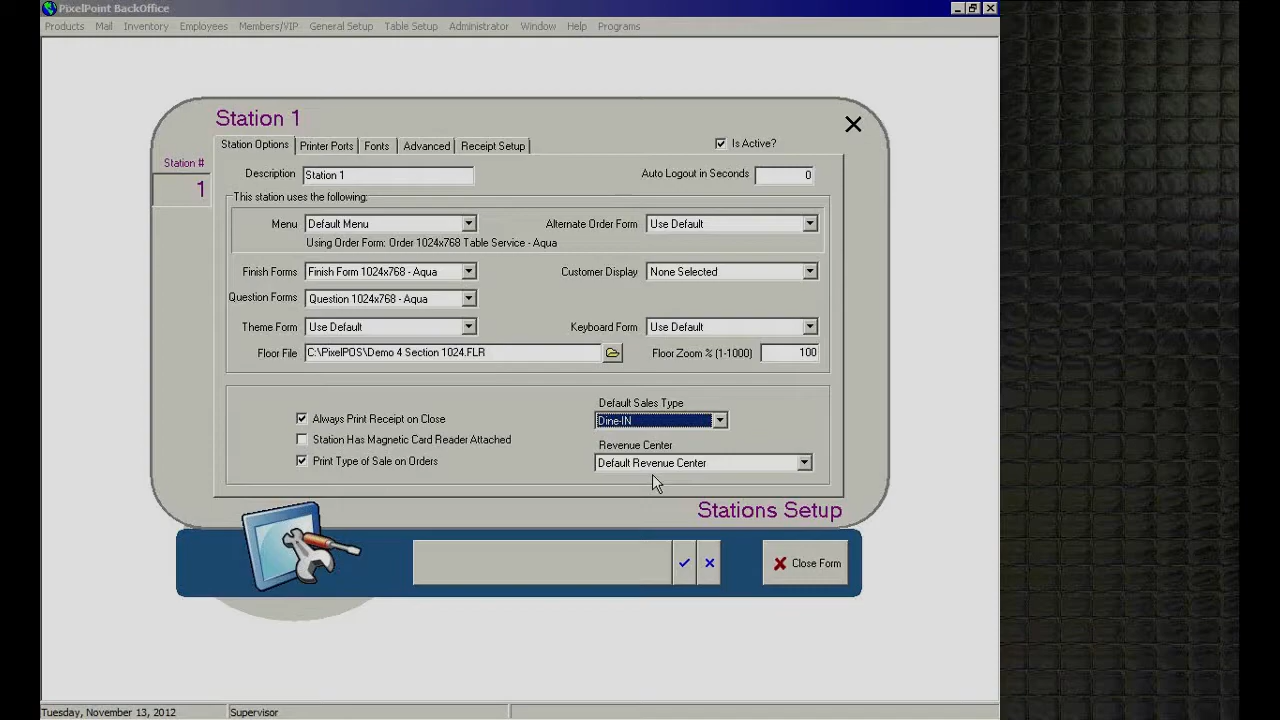 PixelPoint BackOffice
Products Mail Inventory Employees Members/VIP General Setup Table Setup Administrator Window Help Programs
Station 1
Station Options Printer Ports Fonts Advanced Receipt Setup Is Active?
Station #
1
Description Station 1 Auto Logout in Seconds 0
This station uses the following:
Menu Default Menu Alternate Order Form Use Default
Using Order Form: Order 1024x768 Table Service - Aqua
Finish Forms Finish Form 1024x768 - Aqua Customer Display None Selected
Question Forms Question 1024x768 - Aqua
Theme Form Use Default Keyboard Form Use Default
Floor File C:\PixelPOS\Demo 4 Section 1024.FLR Floor Zoom % (1-1000) 100
Default Sales Type
Always Print Receipt on Close Dine-IN
Station Has Magnetic Card Reader Attached Revenue Center
Print Type of Sale on Orders Default Revenue Center
Stations Setup
Close Form
Tuesday, November 13, 2012 Supervisor